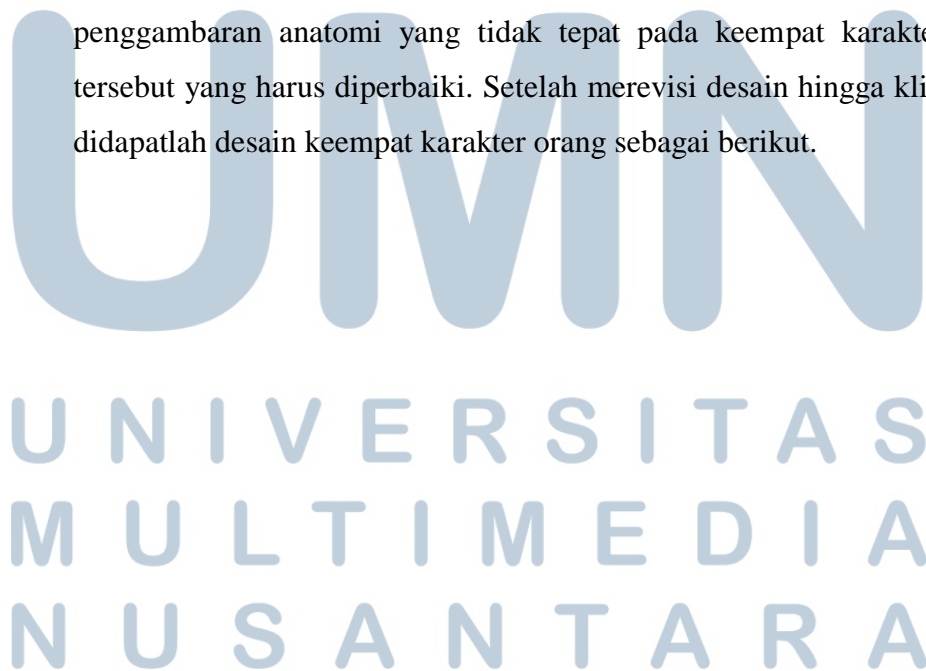 penggambaran anatomi yang tidak tepat pada keempat karakte
tersebut yang harus diperbaiki. Setelah merevisi desain hingga kli
didapatlah desain keempat karakter orang sebagai berikut.
UMN
UNIVERSITAS
MULTIMEDIA
NUSANTARA